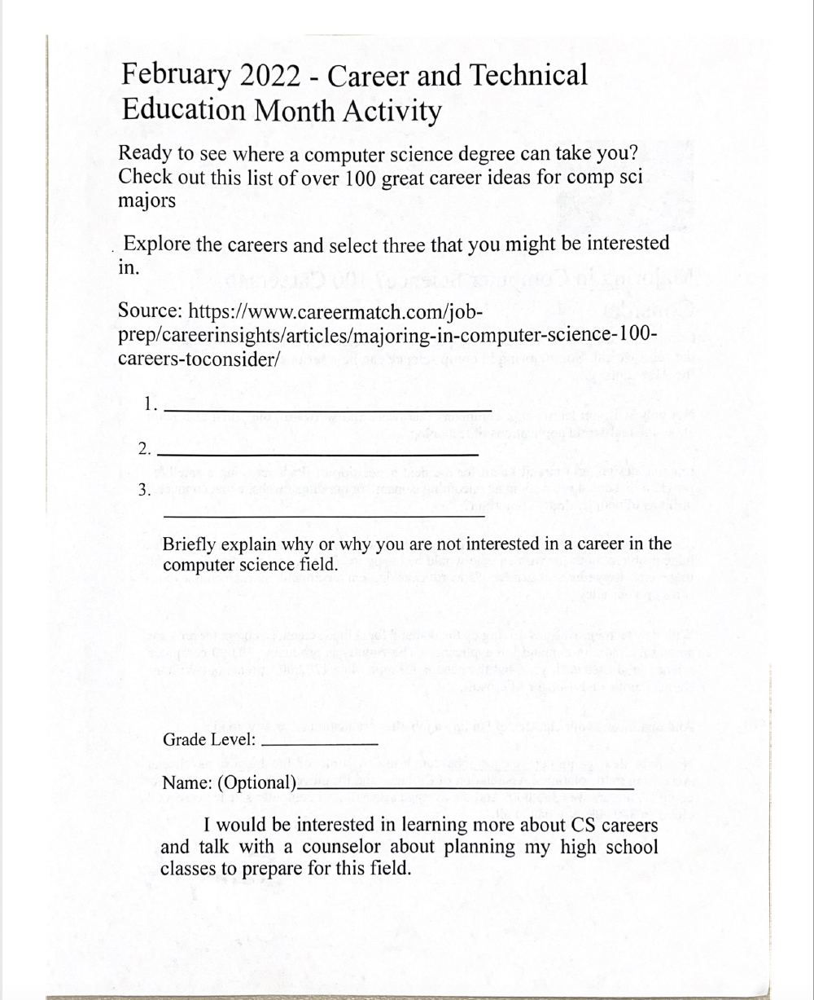 February 2022 - Career and Technical
Education Month Activity
Ready to see where a computer science degree can take you?
Check out this list of over 100 great career ideas for comp sci
majors
Explore the careers and select three that you might be interested
in.
Source: https://www.careermatch.com/job-
prep/careerinsights/articles/majoring-in-computer-science-100-
careers-toconsider/
1.
2.
3.
Briefly explain why or why you are not interested in a career in the
computer science field.
Grade Level:
Name: (Optional)
I would be interested in learning more about CS careers
and talk with a counselor about planning my high school
classes to prepare for this field.